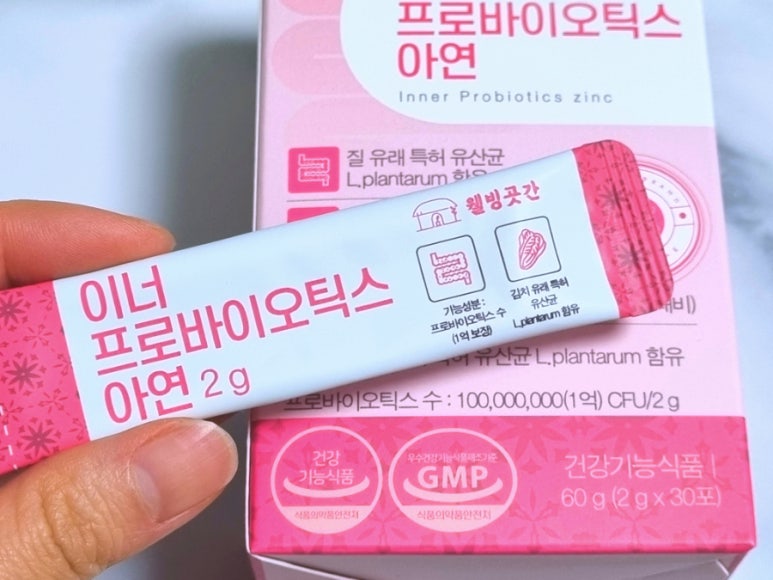 프로바이오틱스
아연
Inner Probiotics zinc
질 유래 특허 유산균
L.plantarum 함유
웰빙곳간
이너
프로바이오틱스
아연 2g
기능성분 :
프로바이오틱스 수
(1억 보장)
김치 유래 특허
유산균
L.plantarum 함유
유산균 L.plantarum 함유
프로바이오틱스 수 : 100,000,000(1억) CFU/2 g
건강
기능식품
식품의약품안전처
우수건강기능식품제조기준
GMP
식품의약품안전처
건강기능식품 |
60 g (2 g x 30포)